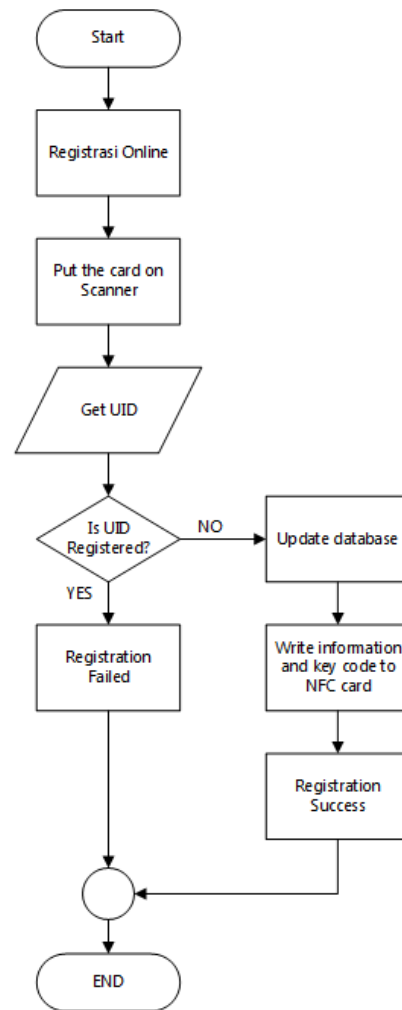 Start
Registrasi Online
Put the card on
Scanner
Get UID
Is UID
Registered?
NO
Update database
YES
Registration
Failed
Write information
and key code to
NFC card
Registration
Success
END